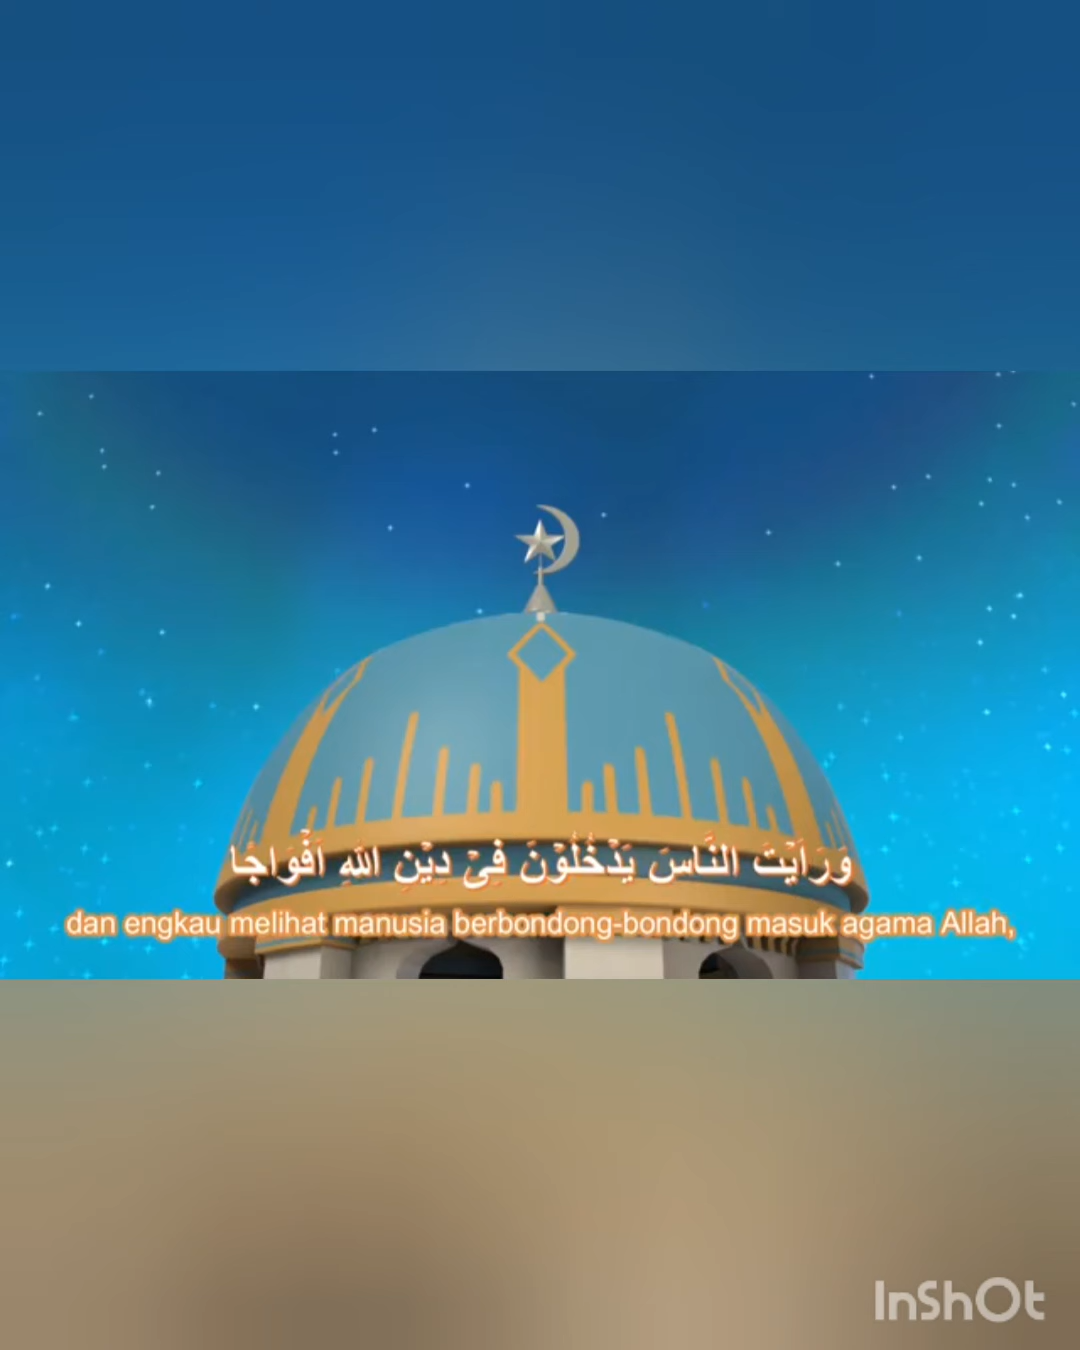 وَرَاَيْتَ النَّاسَ يَدْخُلُوْنَ فِيْ دِيْنِ اللّٰهِ اَفْوَاجًا
dan engkau melihat manusia berbondong-bondong masuk agama Allah,
InShOt